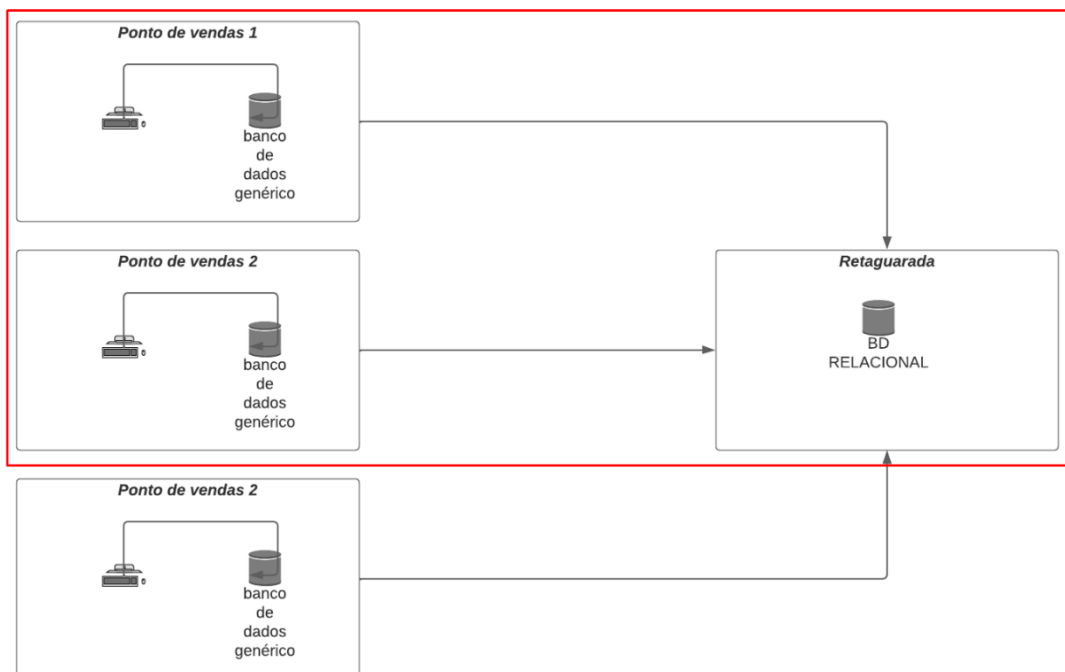 Ponto de vendas 1
banco
de
dados
genérico
Ponto de vendas 2
banco
de
dados
genérico
Retaguarada
BD
RELACIONAL
Ponto de vendas 2
banco
de
dados
genérico